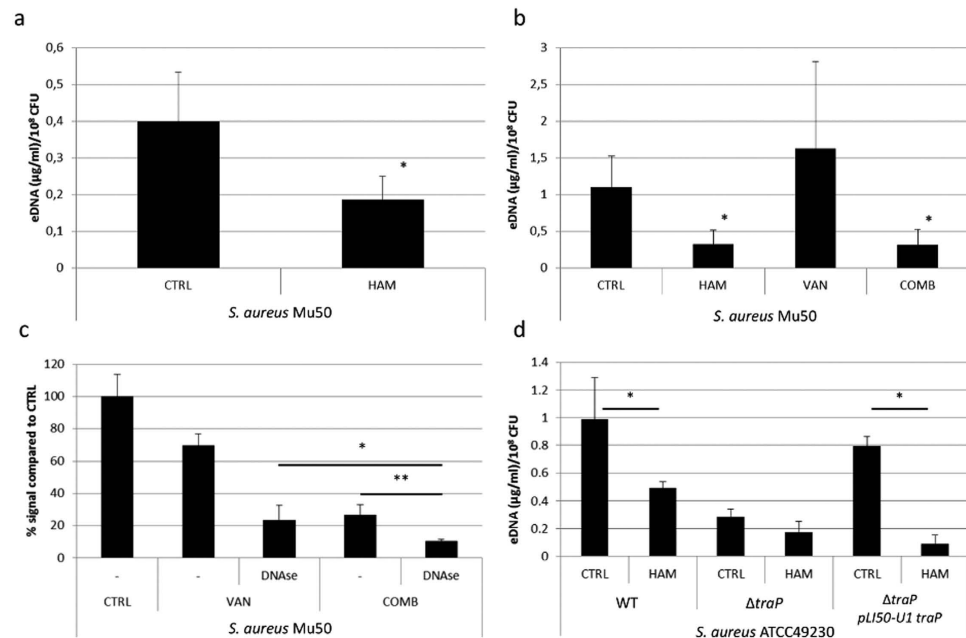 a
eDNA (µg/ml)/10⁸ CFU
0,6
0,5
0,4
0,3
0,2
0,1
0
*
CTRL HAM
S. aureus Mu50
b
eDNA (µg/ml)/10⁸ CFU
3
2,5
2
1,5
1
0,5
0
* *
CTRL HAM VAN COMB
S. aureus Mu50
c
% signal compared to CTRL
120
100
80
60
40
20
0
*
**
- - DNAse - DNAse
CTRL VAN COMB
S. aureus Mu50
d
eDNA (µg/ml)/10⁸ CFU
1.4
1.2
1
0.8
0.6
0.4
0.2
0
* *
CTRL HAM CTRL HAM CTRL HAM
WT ΔtraP ΔtraP
pLI50-U1 traP
S. aureus ATCC49230